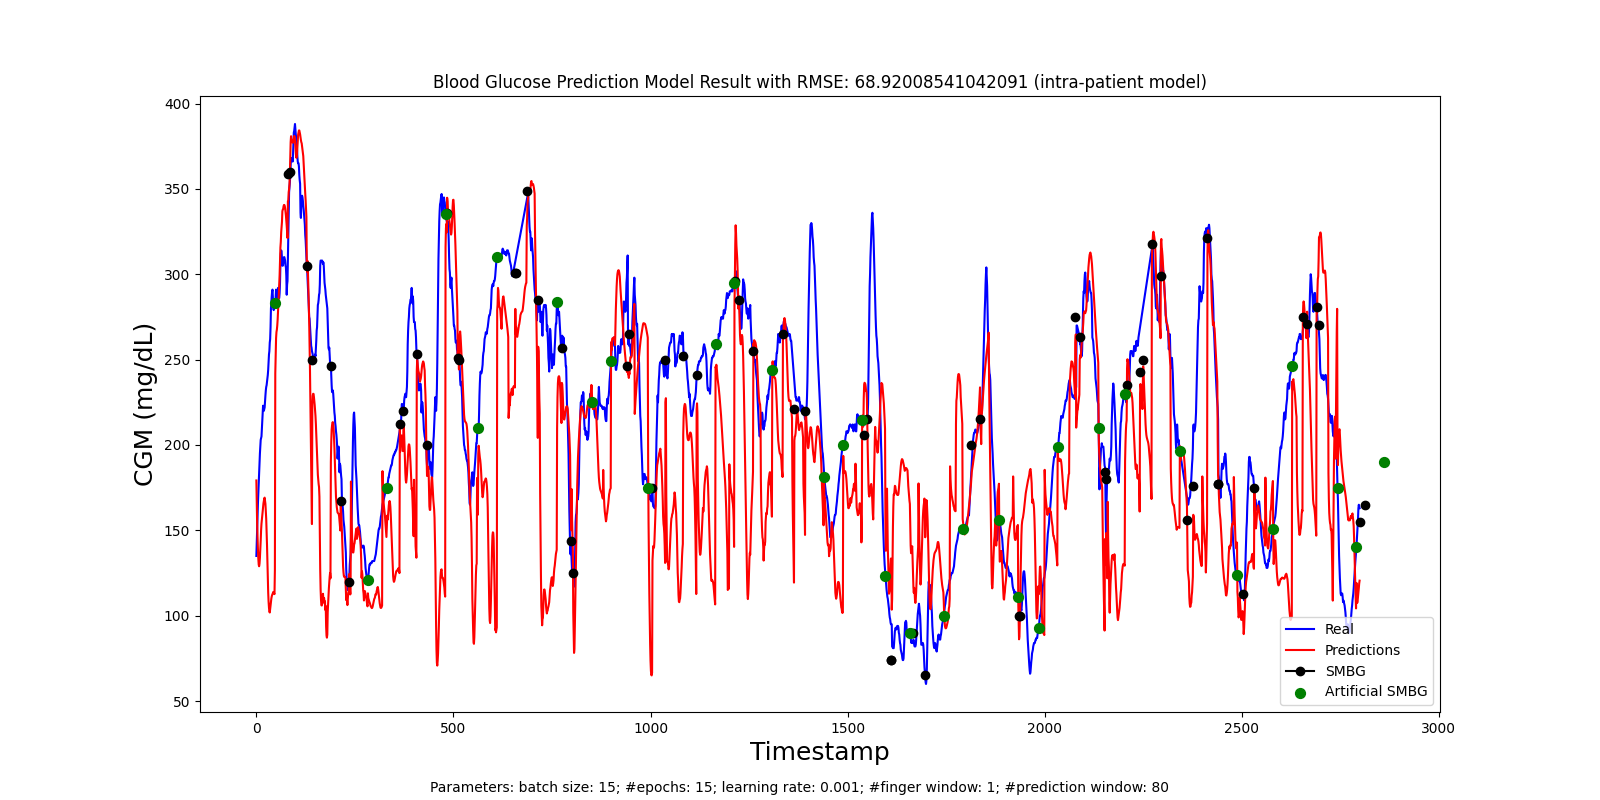 Blood Glucose Prediction Model Result with RMSE: 68.92008541042091 (intra-patient model)
400
350
300
250
200
150
100
50
CGM (mg/dL)
0
500
1000
1500
2000
2500
3000
Timestamp
Real
Predictions
SMBG
Artificial SMBG
Parameters: batch size: 15; #epochs: 15; learning rate: 0.001; #finger window: 1; #prediction window: 80